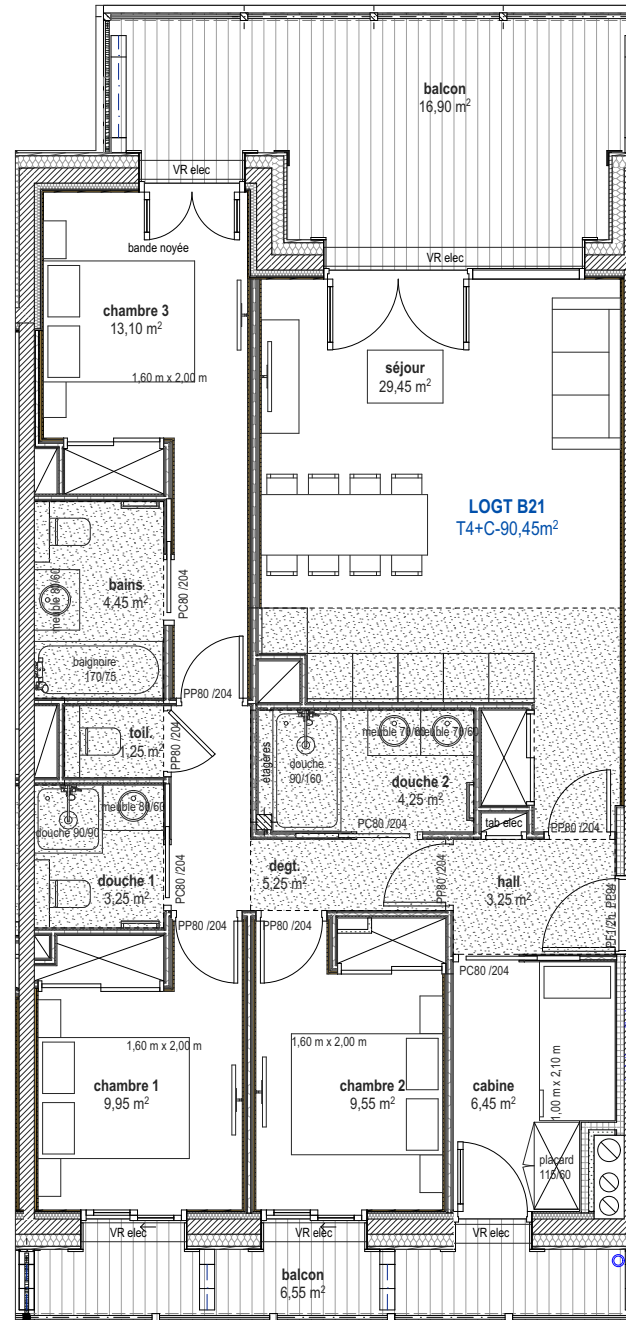 balcon
16,90 m²
VR elec
bande noyée
VR elec
chambre 3
13,10 m²
1,60 m x 2,00 m
séjour
29,45 m²
LOGT B21
T4+C-90,45m²
bains
4,45 m²
meuble 80/60
PC80 /204
baignoire
170/75
PP80 /204
toil.
1,25 m²
PP80 /204
étagères
douche
90/160
meuble 70/60
meuble 70/60
douche 2
4,25 m²
PC80 /204
tab elec
PP80 /204
douche 90/90
meuble 80/60
douche 1
3,25 m²
PC80 /204
dégt.
5,25 m²
PP80 /204
hall
3,25 m²
PP80 /204
PP80 /204
PC80 /204
1,60 m x 2,00 m
chambre 1
9,95 m²
1,60 m x 2,00 m
chambre 2
9,55 m²
cabine
6,45 m²
1,00 m x 2,10 m
placard
115/60
VR elec
VR elec
VR elec
balcon
6,55 m²